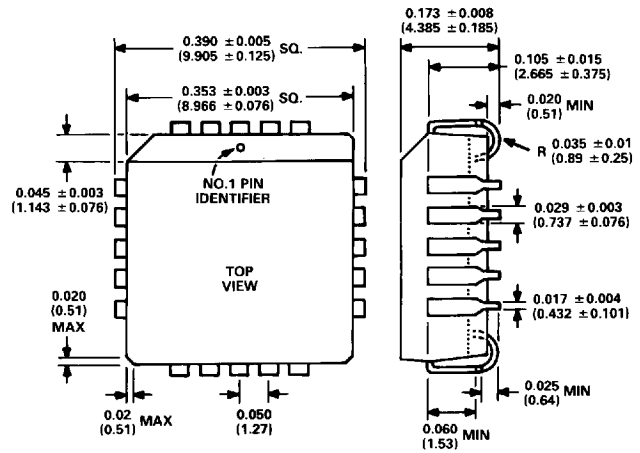 0.390 ±0.005 SQ.
(9.905 ±0.125)
0.353 ±0.003 SQ.
(8.966 ±0.076)
0.045 ±0.003
(1.143 ±0.076)
NO.1 PIN
IDENTIFIER
TOP
VIEW
0.020
(0.51)
MAX
0.02 MAX
(0.51)
0.050
(1.27)
0.173 ±0.008
(4.385 ±0.185)
0.105 ±0.015
(2.665 ±0.375)
0.020 MIN
(0.51)
R 0.035 ±0.01
(0.89 ±0.25)
0.029 ±0.003
(0.737 ±0.076)
0.017 ±0.004
(0.432 ±0.101)
0.025 MIN
(0.64)
0.060 MIN
(1.53)